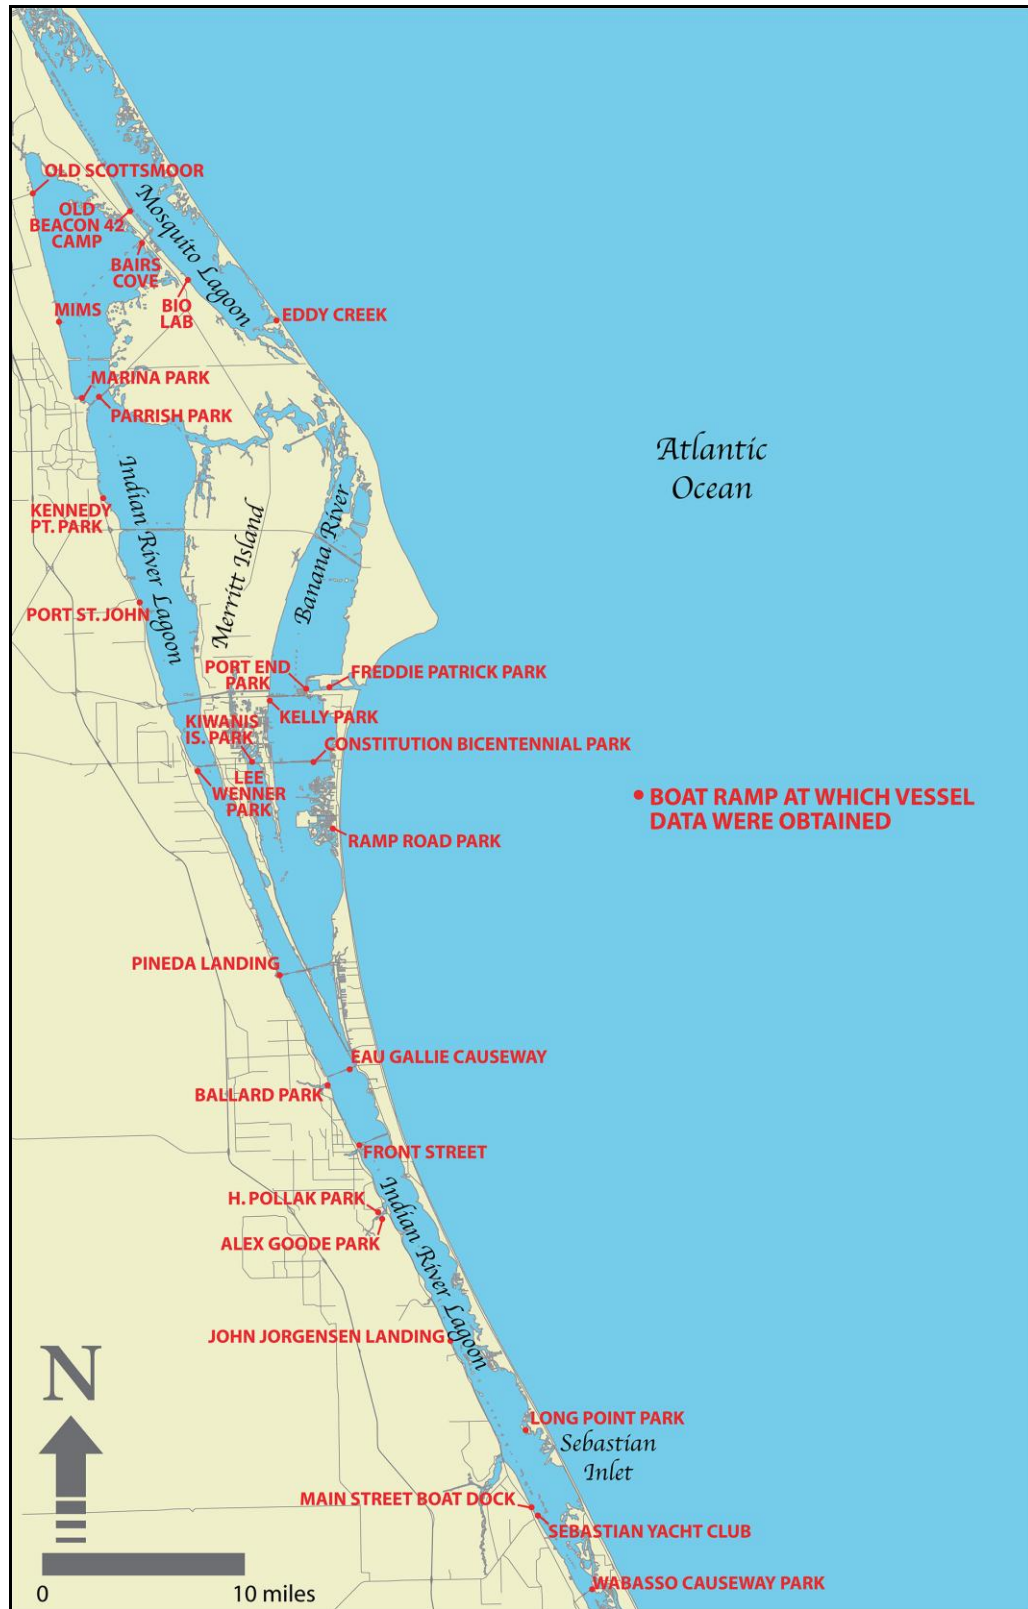 OLD SCOTTSMOOR
OLD
BEACON 42
CAMP
Mosquito Lagoon
BAIRS
COVE
BIO
LAB
MIMS
EDDY CREEK
MARINA PARK
PARRISH PARK
Atlantic
Ocean
Indian River Lagoon
KENNEDY
PT. PARK
Merritt Island
Banana River
PORT ST. JOHN
PORT END
PARK
FREDDIE PATRICK PARK
KELLY PARK
KIWANIS
IS. PARK
CONSTITUTION BICENTENNIAL PARK
LEE
WENNER
PARK
BOAT RAMP AT WHICH VESSEL
DATA WERE OBTAINED
RAMP ROAD PARK
PINEDA LANDING
EAU GALLIE CAUSEWAY
BALLARD PARK
FRONT STREET
H. POLLAK PARK
ALEX GOODE PARK
Indian River Lagoon
JOHN JORGENSEN LANDING
N
LONG POINT PARK
Sebastian
Inlet
MAIN STREET BOAT DOCK
SEBASTIAN YACHT CLUB
WABASSO CAUSEWAY PARK
0 10 miles